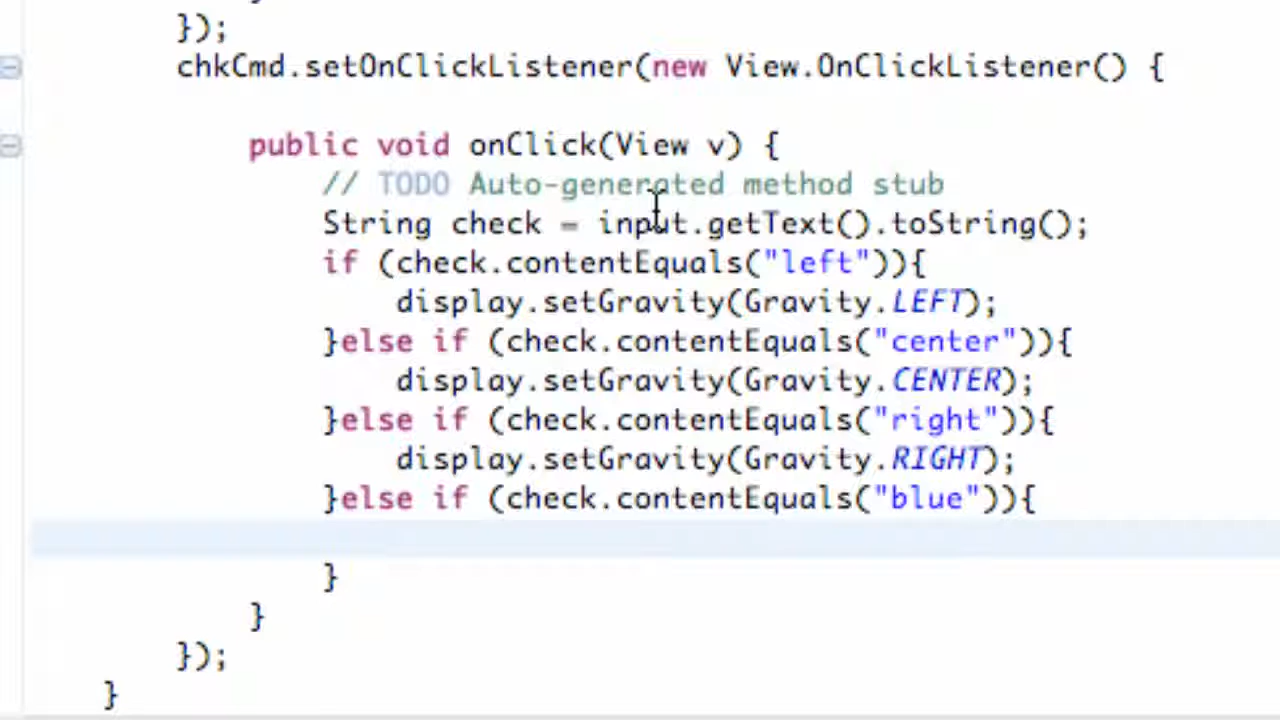 });
chkCmd.setOnClickListener(new View.OnClickListener() {
public void onClick(View v) {
// TODO Auto-generated method stub
String check = input.getText().toString();
if (check.contentEquals("left")){
display.setGravity(Gravity.LEFT);
}else if (check.contentEquals("center")){
display.setGravity(Gravity.CENTER);
}else if (check.contentEquals("right")){
display.setGravity(Gravity.RIGHT);
}else if (check.contentEquals("blue")){
}
}
});
}